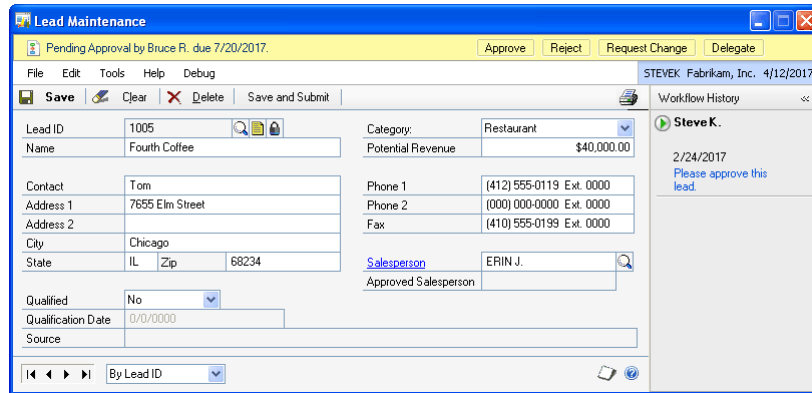 Lead Maintenance
Pending Approval by Bruce R. due 7/20/2017. Approve Reject Request Change Delegate
File Edit Tools Help Debug STEVEK Fabrikam, Inc. 4/12/2017
Save Clear Delete Save and Submit Workflow History
Lead ID 1005 Category: Restaurant
Name Fourth Coffee Potential Revenue $40,000.00
Steve K.
2/24/2017
Please approve this
lead.
Contact Tom Phone 1 (412) 555-0119 Ext. 0000
Address 1 7655 Elm Street Phone 2 (000) 000-0000 Ext. 0000
Address 2 Fax (410) 555-0199 Ext. 0000
City Chicago
State IL Zip 68234 Salesperson ERIN J.
Approved Salesperson
Qualified No
Qualification Date 0/0/0000
Source
By Lead ID